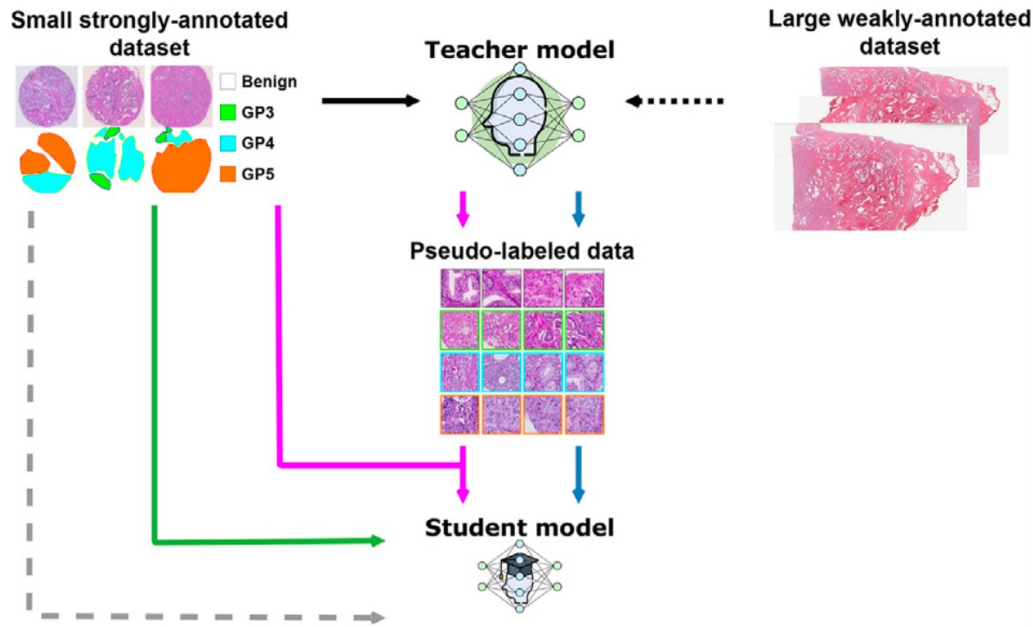 Small strongly-annotated
dataset
Benign
GP3
GP4
GP5
Teacher model
Large weakly-annotated
dataset
Pseudo-labeled data
Student model